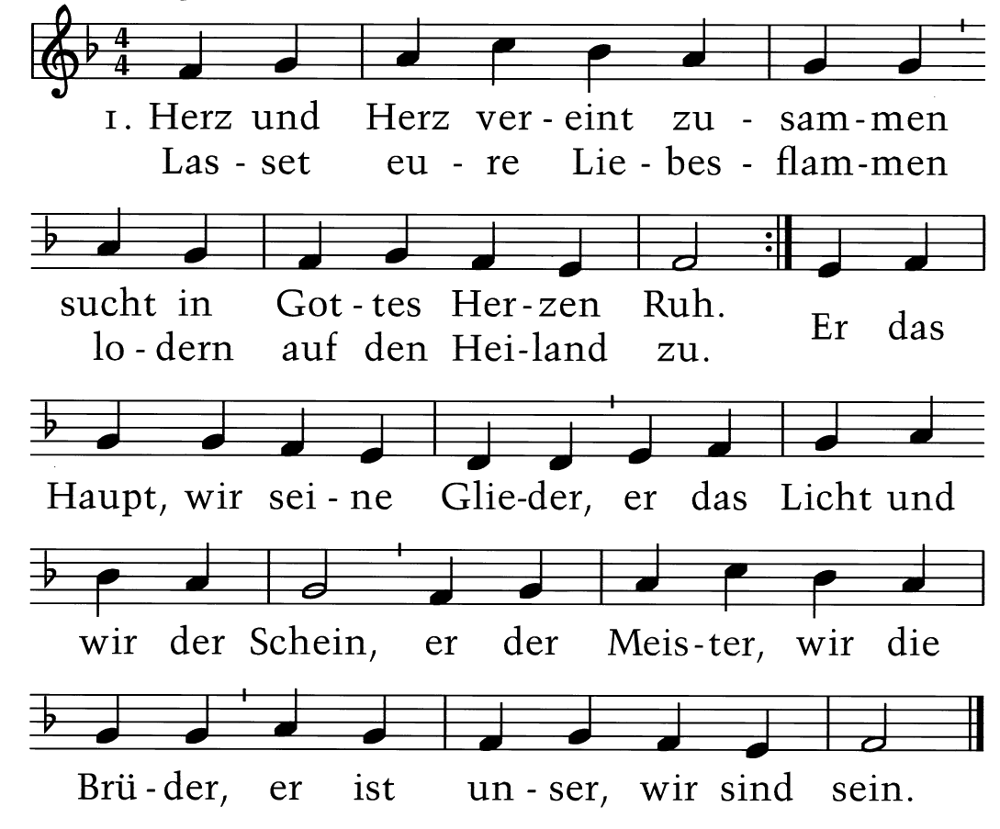 4
4
1. Herz und Herz ver - eint zu - sam - men
Las - set eu - re Lie - bes - flam - men
sucht in Got - tes Her - zen Ruh.
lo - dern auf den Hei - land zu.
Er das
Haupt, wir sei - ne Glie - der, er das Licht und
wir der Schein, er der Meis - ter, wir die
Brü - der, er ist un - ser, wir sind sein.